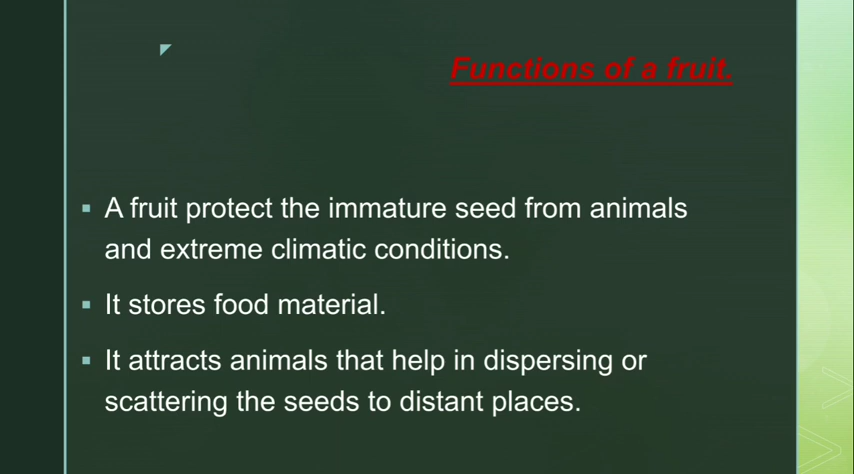 Functions of a fruit.
▪ A fruit protect the immature seed from animals
and extreme climatic conditions.
▪ It stores food material.
▪ It attracts animals that help in dispersing or
scattering the seeds to distant places.